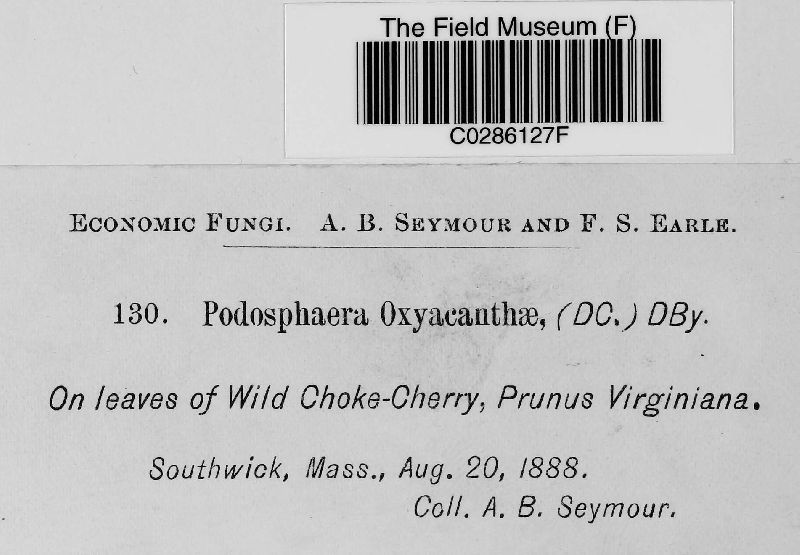 The Field Museum (F)
C0286127F
Economic Fungi. A. B. Seymour and F. S. Earle.
130. Podosphaera Oxyacanthæ, (DC.) DBy.
On leaves of Wild Choke-Cherry, Prunus Virginiana.
Southwick, Mass., Aug. 20, 1888.
Coll. A. B. Seymour.